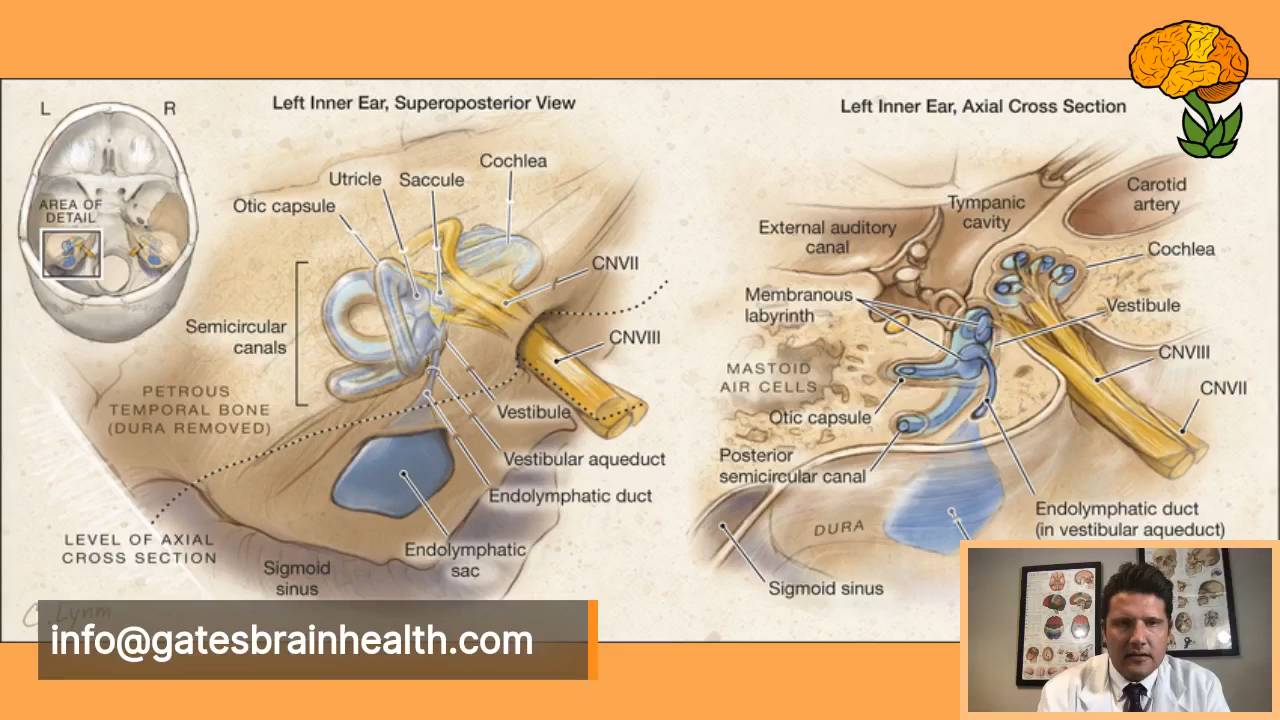 Left Inner Ear, Superoposterior View
L
R
AREA OF
DETAIL
Utricle
Saccule
Cochlea
Otic capsule
CNVII
Semicircular
canals
CNVIII
PETROUS
TEMPORAL BONE
(DURA REMOVED)
Vestibule
Vestibular aqueduct
Endolymphatic duct
LEVEL OF AXIAL
CROSS SECTION
Endolymphatic
sac
Sigmoid
sinus
C. Lynm
Left Inner Ear, Axial Cross Section
Carotid
artery
Tympanic
cavity
External auditory
canal
Cochlea
Membranous
labyrinth
Vestibule
CNVIII
MASTOID
AIR CELLS
CNVII
Otic capsule
Posterior
semicircular canal
Endolymphatic duct
(in vestibular aqueduct)
DURA
Sigmoid sinus
info@gatesbrainhealth.com